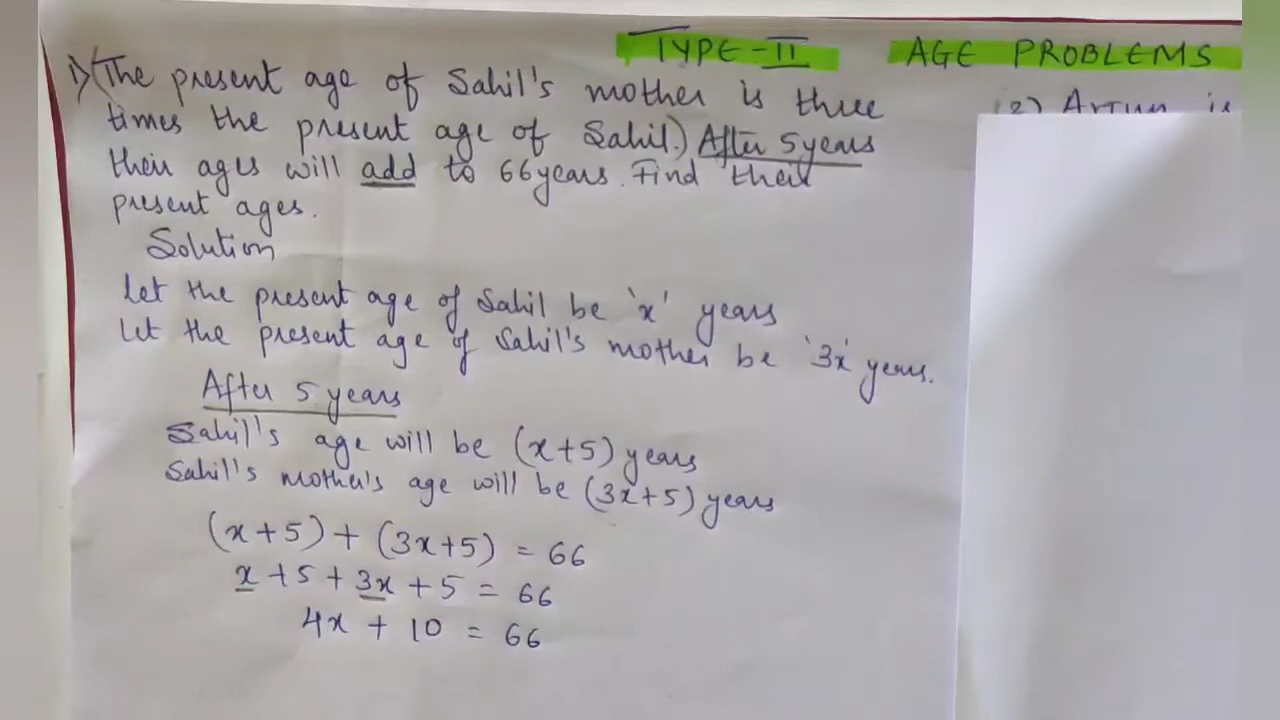 TYPE-II AGE PROBLEMS
1) (The present age of Sahil's mother is three
times the present age of Sahil.) After 5 years
their ages will add to 66 years. Find their
present ages.
Solution
Let the present age of Sahil be 'x' years
Let the present age of Sahil's mother be '3x' years.
After 5 years
Sahil's age will be (x+5) years
Sahil's mother's age will be (3x+5) years
(x+5) + (3x+5) = 66
x + 5 + 3x + 5 = 66
4x + 10 = 66
(2) is